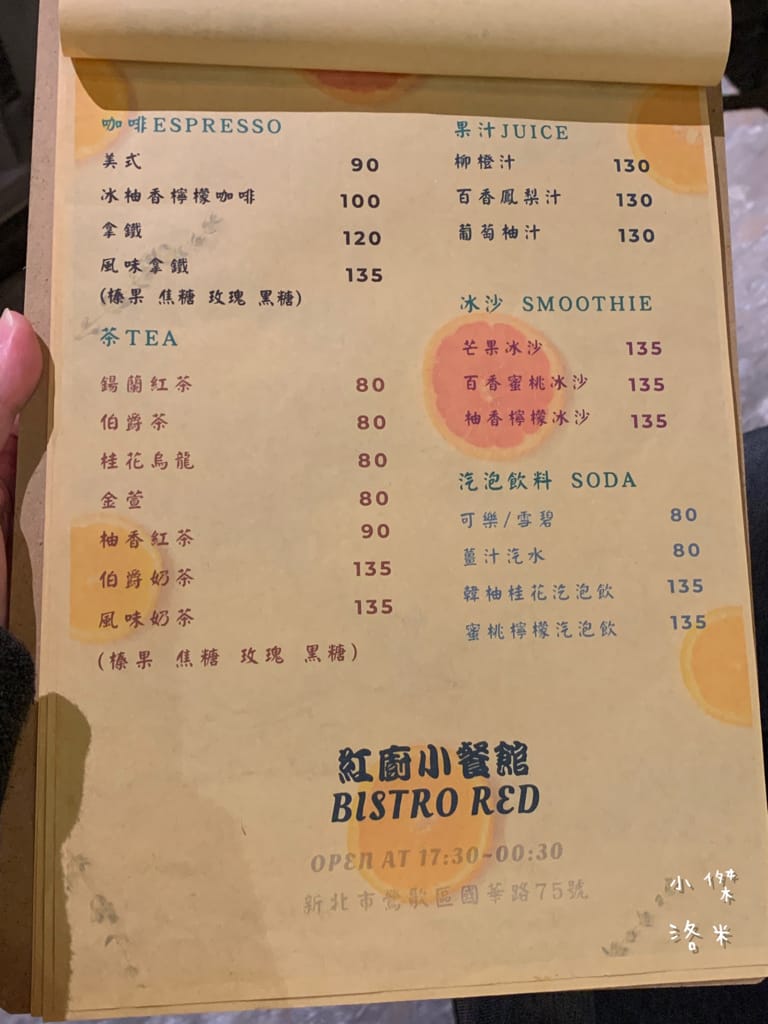 咖啡ESPRESSO
美式 90
冰柚香檸檬咖啡 100
拿鐵 120
風味拿鐵 135
(榛果 焦糖 玫瑰 黑糖)
茶TEA
錫蘭紅茶 80
伯爵茶 80
桂花烏龍 80
金萱 80
柚香紅茶 90
伯爵奶茶 135
風味奶茶 135
(榛果 焦糖 玫瑰 黑糖)
果汁JUICE
柳橙汁 130
百香鳳梨汁 130
葡萄柚汁 130
冰沙 SMOOTHIE
芒果冰沙 135
百香蜜桃冰沙 135
柚香檸檬冰沙 135
汽泡飲料 SODA
可樂/雪碧 80
薑汁汽水 80
韓柚桂花汽泡飲 135
蜜桃檸檬汽泡飲 135
紅廚小餐館
BISTRO RED
OPEN AT 17:30-00:30
新北市鶯歌區國華路75號
小傑
洛米